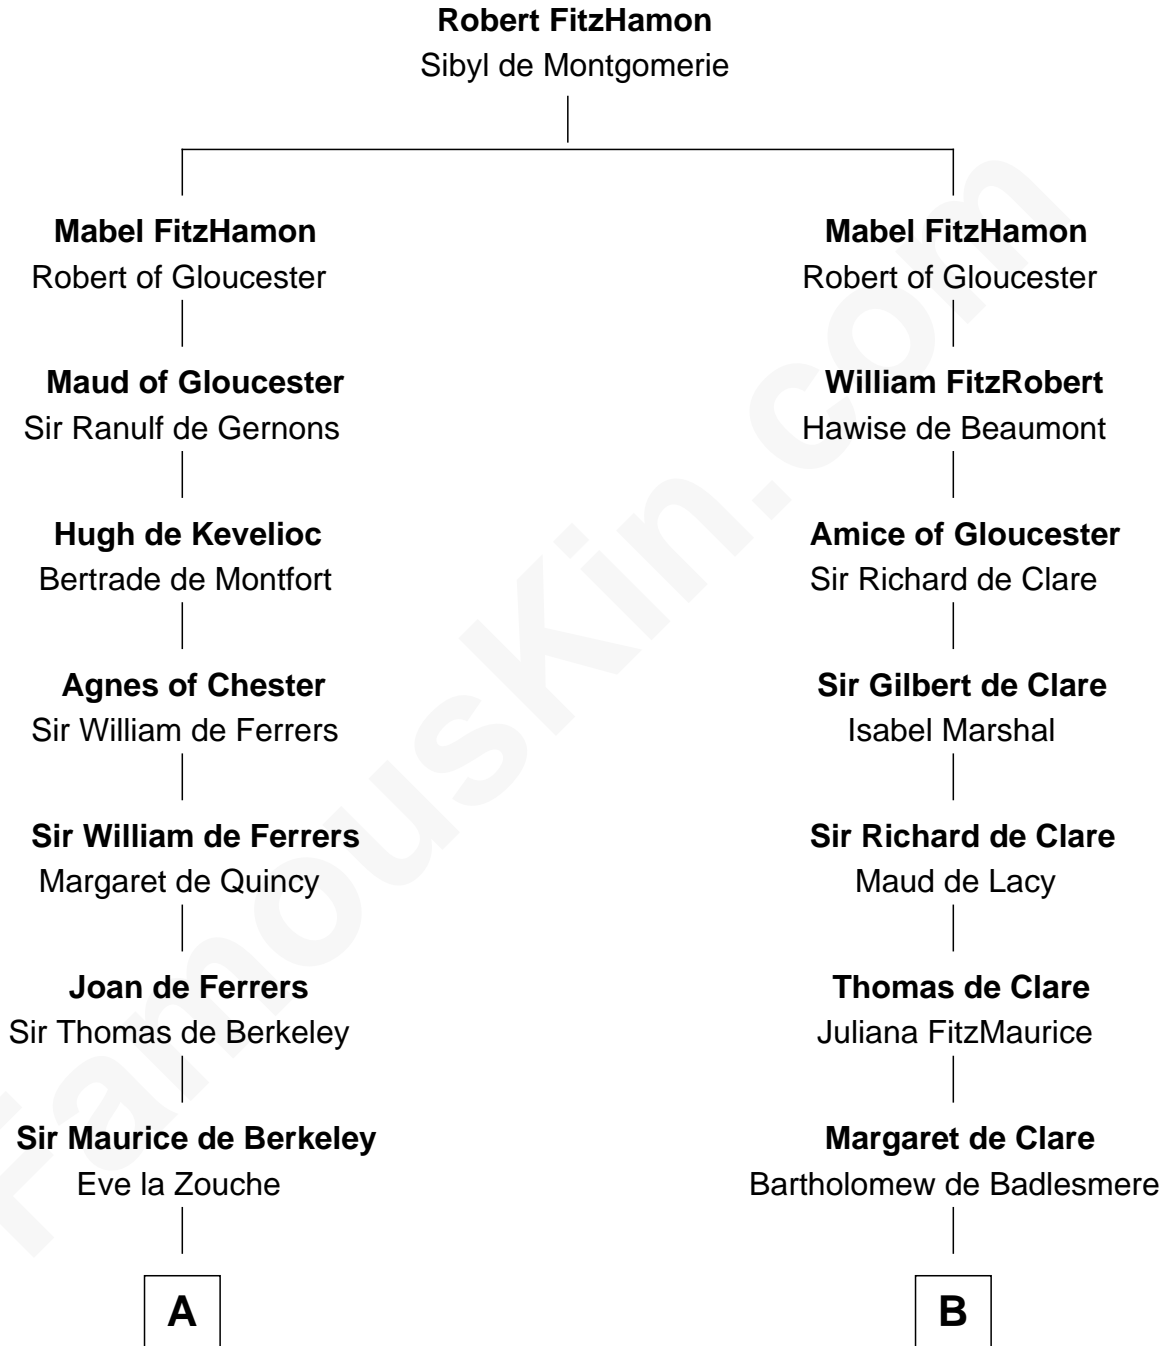 Robert FitzHamon
Sibyl de Montgomerie
Mabel FitzHamon
Robert of Gloucester
Maud of Gloucester
Sir Ranulf de Gernons
Hugh de Kevelioc
Bertrade de Montfort
Agnes of Chester
Sir William de Ferrers
Sir William de Ferrers
Margaret de Quincy
Joan de Ferrers
Sir Thomas de Berkeley
Sir Maurice de Berkeley
Eve la Zouche
A
Mabel FitzHamon
Robert of Gloucester
William FitzRobert
Hawise de Beaumont
Amice of Gloucester
Sir Richard de Clare
Sir Gilbert de Clare
Isabel Marshal
Sir Richard de Clare
Maud de Lacy
Thomas de Clare
Juliana FitzMaurice
Margaret de Clare
Bartholomew de Badlesmere
B
FamousKin.com